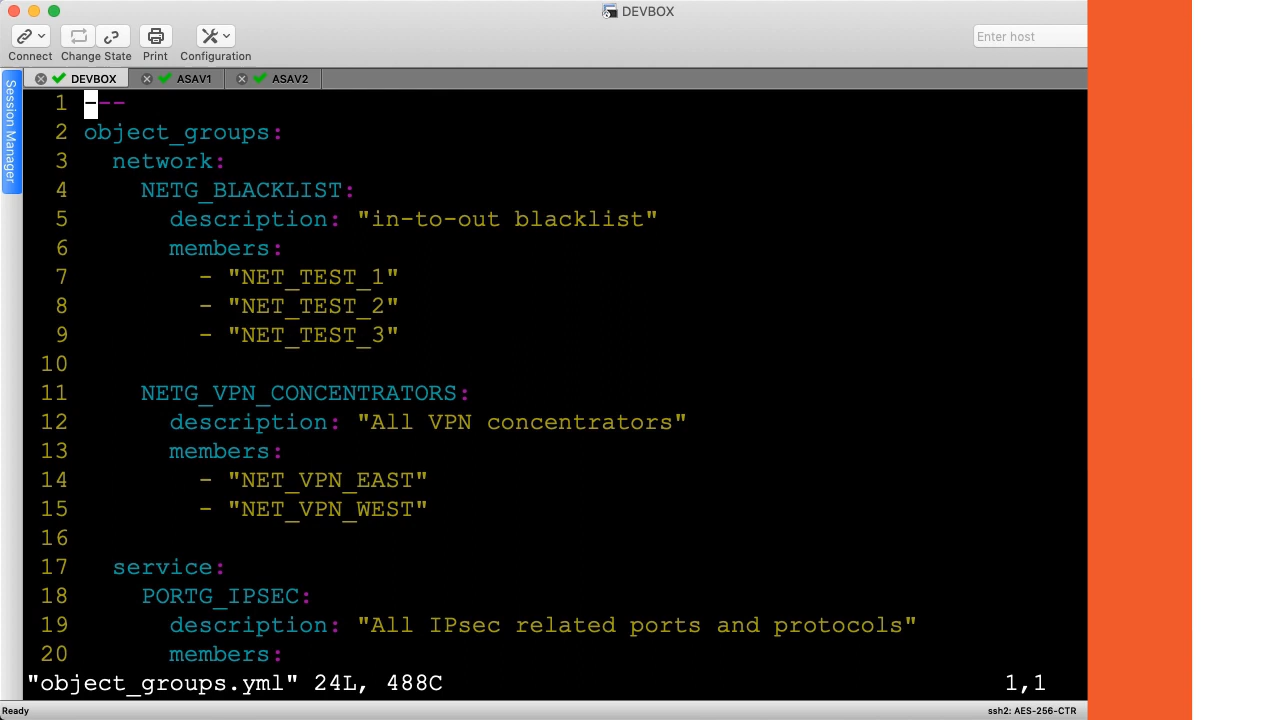 DEVBOX
Enter host
Connect Change State Print Configuration
DEVBOX ASAV1 ASAV2
Session Manager
1 ---
2 object_groups:
3   network:
4     NETG_BLACKLIST:
5       description: "in-to-out blacklist"
6       members:
7         - "NET_TEST_1"
8         - "NET_TEST_2"
9         - "NET_TEST_3"
10
11     NETG_VPN_CONCENTRATORS:
12       description: "All VPN concentrators"
13       members:
14         - "NET_VPN_EAST"
15         - "NET_VPN_WEST"
16
17   service:
18     PORTG_IPSEC:
19       description: "All IPsec related ports and protocols"
20       members:
"object_groups.yml" 24L, 488C 1,1
Ready ssh2: AES-256-CTR